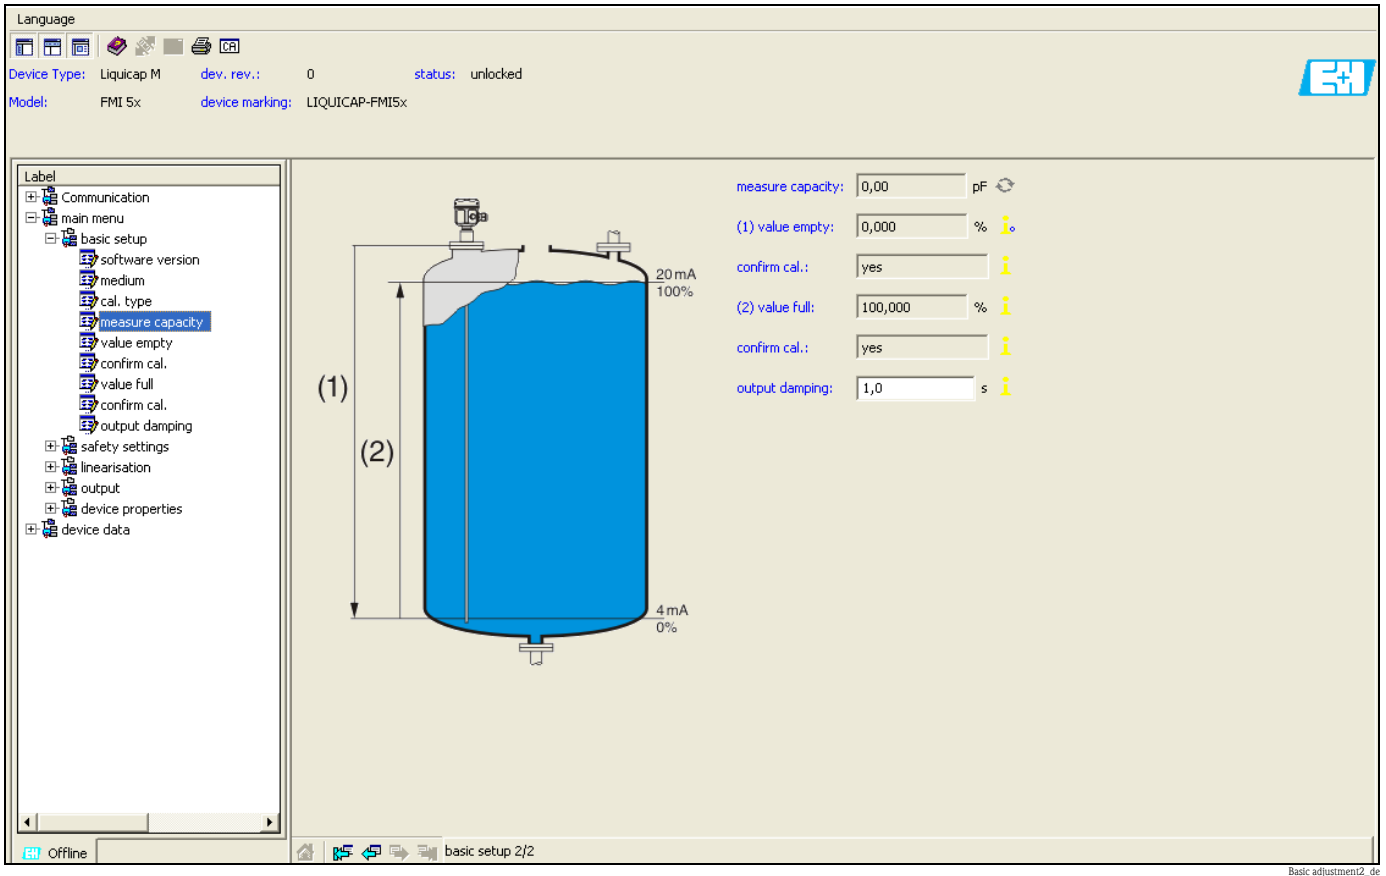 Language
CA
Device Type: Liquicap M dev. rev.: 0 status: unlocked
Model: FMI 5x device marking: LIQUICAP-FMI5x
E+H
Label
Communication
main menu
basic setup
software version
medium
cal. type
measure capacity
value empty
confirm cal.
value full
confirm cal.
output damping
safety settings
linearisation
output
device properties
device data
(1)
(2)
20 mA
100%
4 mA
0%
measure capacity: 0,00 pF
(1) value empty: 0,000 %
confirm cal.: yes
(2) value full: 100,000 %
confirm cal.: yes
output damping: 1,0 s
Offline
basic setup 2/2
Basic adjustment2_de